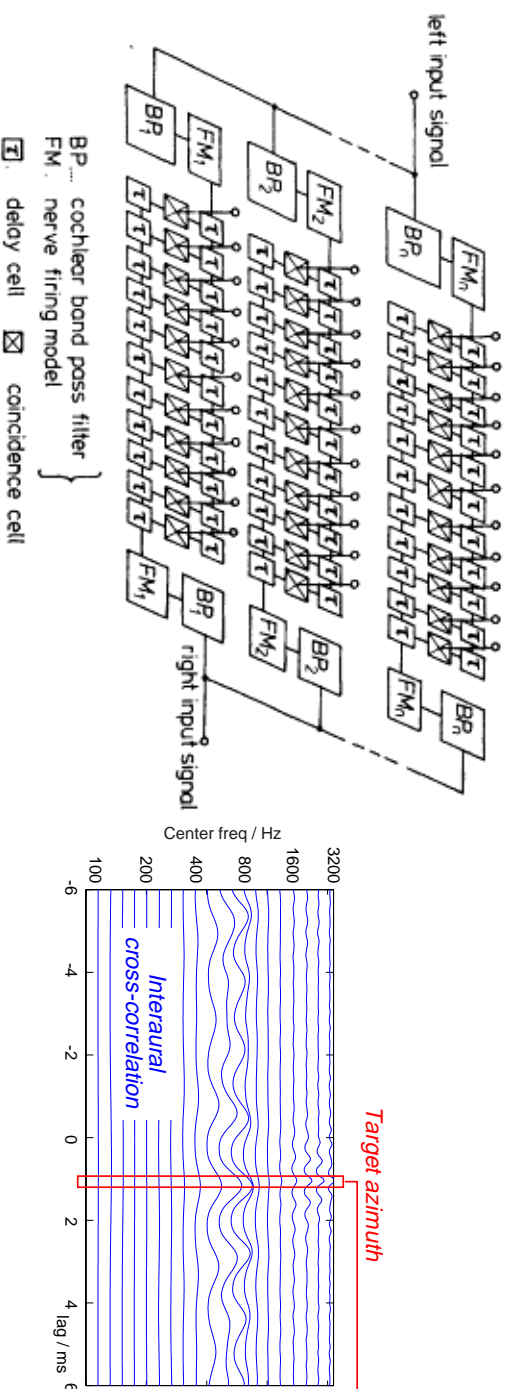 left input signal
FMₙ
BPₙ
τ τ τ τ τ τ τ τ τ τ τ
BPₙ
τ τ τ τ τ τ τ τ τ τ τ
FMₙ
FM₂
BP₂
τ τ τ τ τ τ τ τ τ τ τ
BP₂
τ τ τ τ τ τ τ τ τ τ τ
FM₂
FM₁
BP₁
τ τ τ τ τ τ τ τ τ τ τ
BP₁
τ τ τ τ τ τ τ τ τ τ τ
FM₁
right input signal
BP.... cochlear band pass filter
FM . nerve firing model
τ . delay cell ⊠ coincidence cell
Target azimuth
Center freq / Hz
3200
1600
800
400
200
100
Interaural
cross-correlation
-6 -4 -2 0 2 4 6
lag / ms